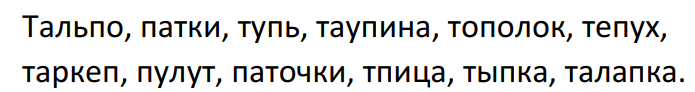 Тальпо, патки, тупь, таупина, тополок, тепух,
таркеп, пулут, паточки, тпица, тыпка, талапка.